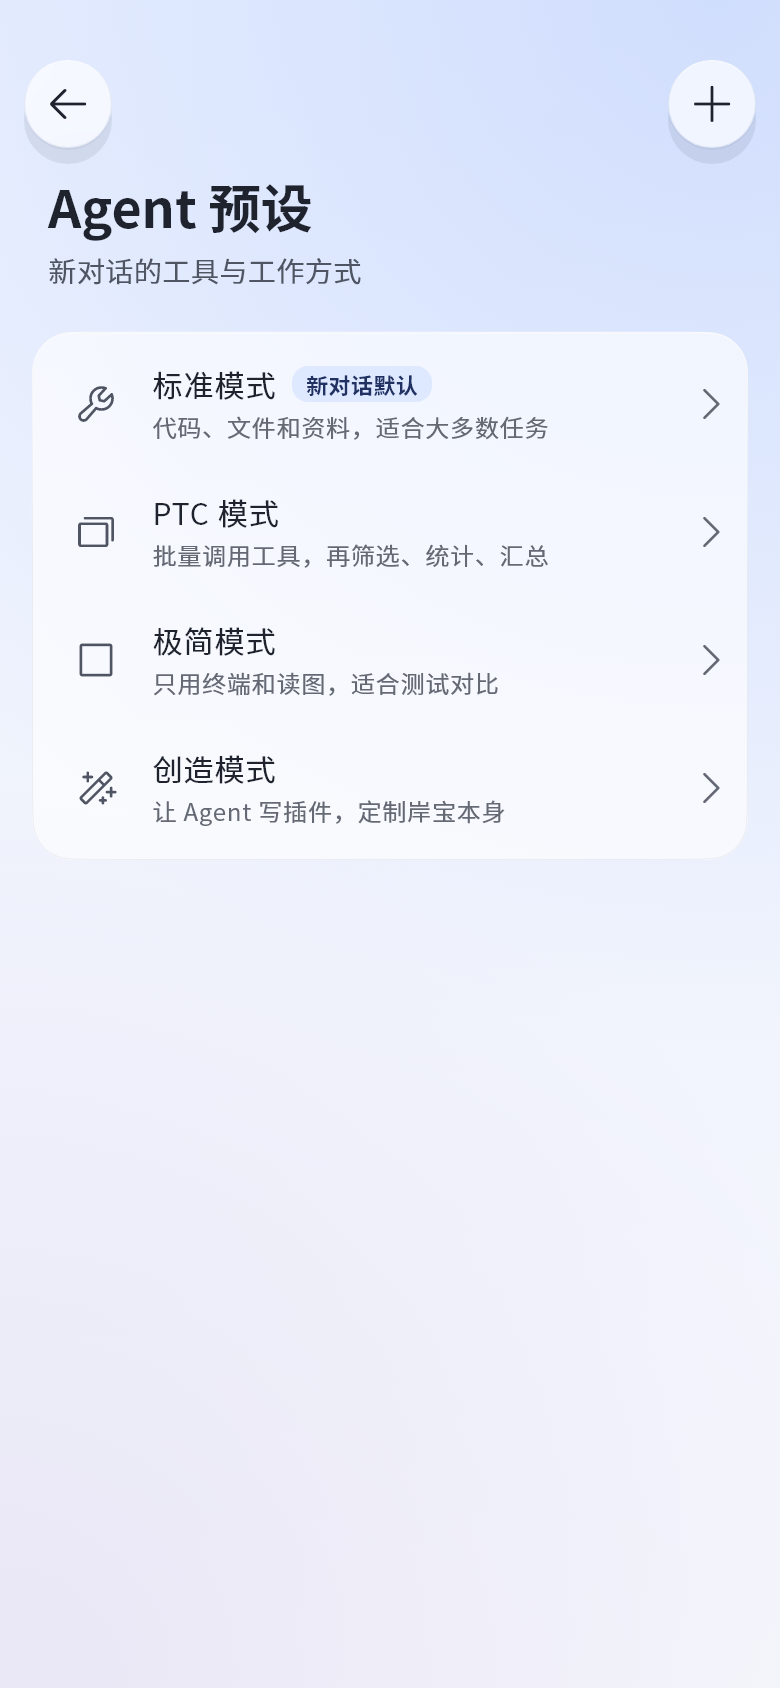 Agent 预设
新对话的工具与工作方式
标准模式 新对话默认
代码、文件和资料，适合大多数任务
PTC 模式
批量调用工具，再筛选、统计、汇总
极简模式
只用终端和读图，适合测试对比
创造模式
让 Agent 写插件，定制岸宝本身